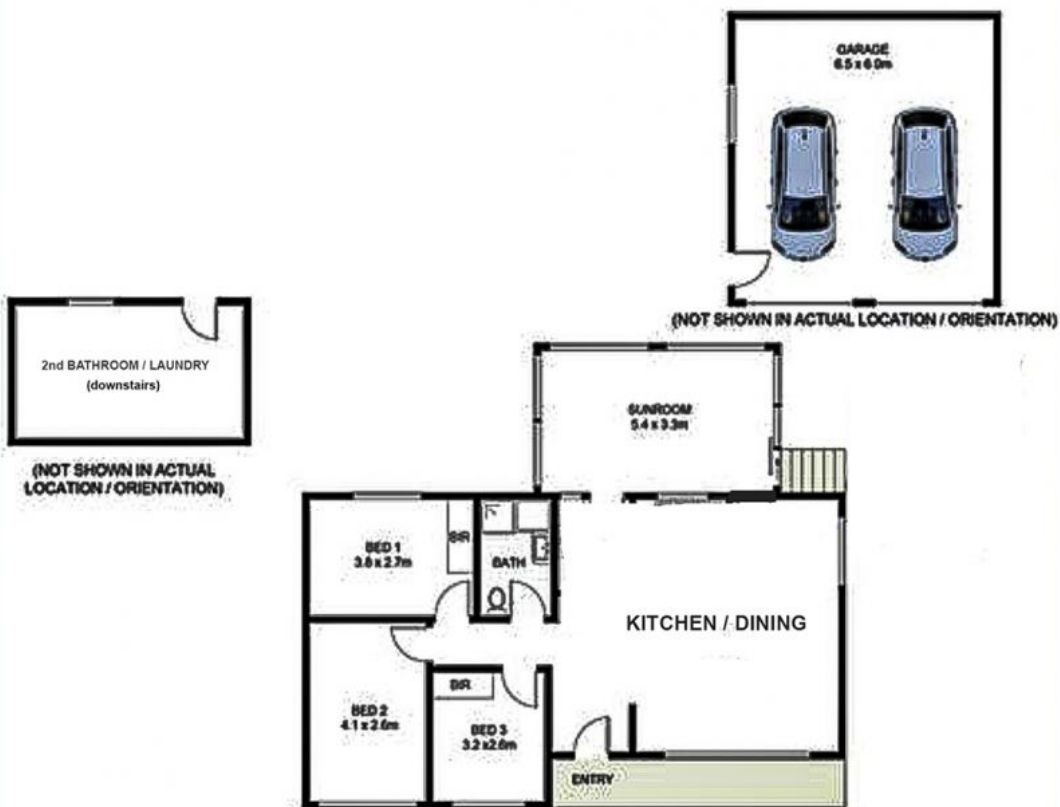 GARAGE
6.5 x 6.0m
(NOT SHOWN IN ACTUAL LOCATION / ORIENTATION)
2nd BATHROOM / LAUNDRY
(downstairs)
(NOT SHOWN IN ACTUAL
LOCATION / ORIENTATION)
SUNROOM
5.4 x 3.3m
BED 1
3.8 x 2.7m
BIR
BATH
KITCHEN / DINING
BED 2
4.1 x 2.6m
BIR
BED 3
3.2 x2.6m
ENTRY